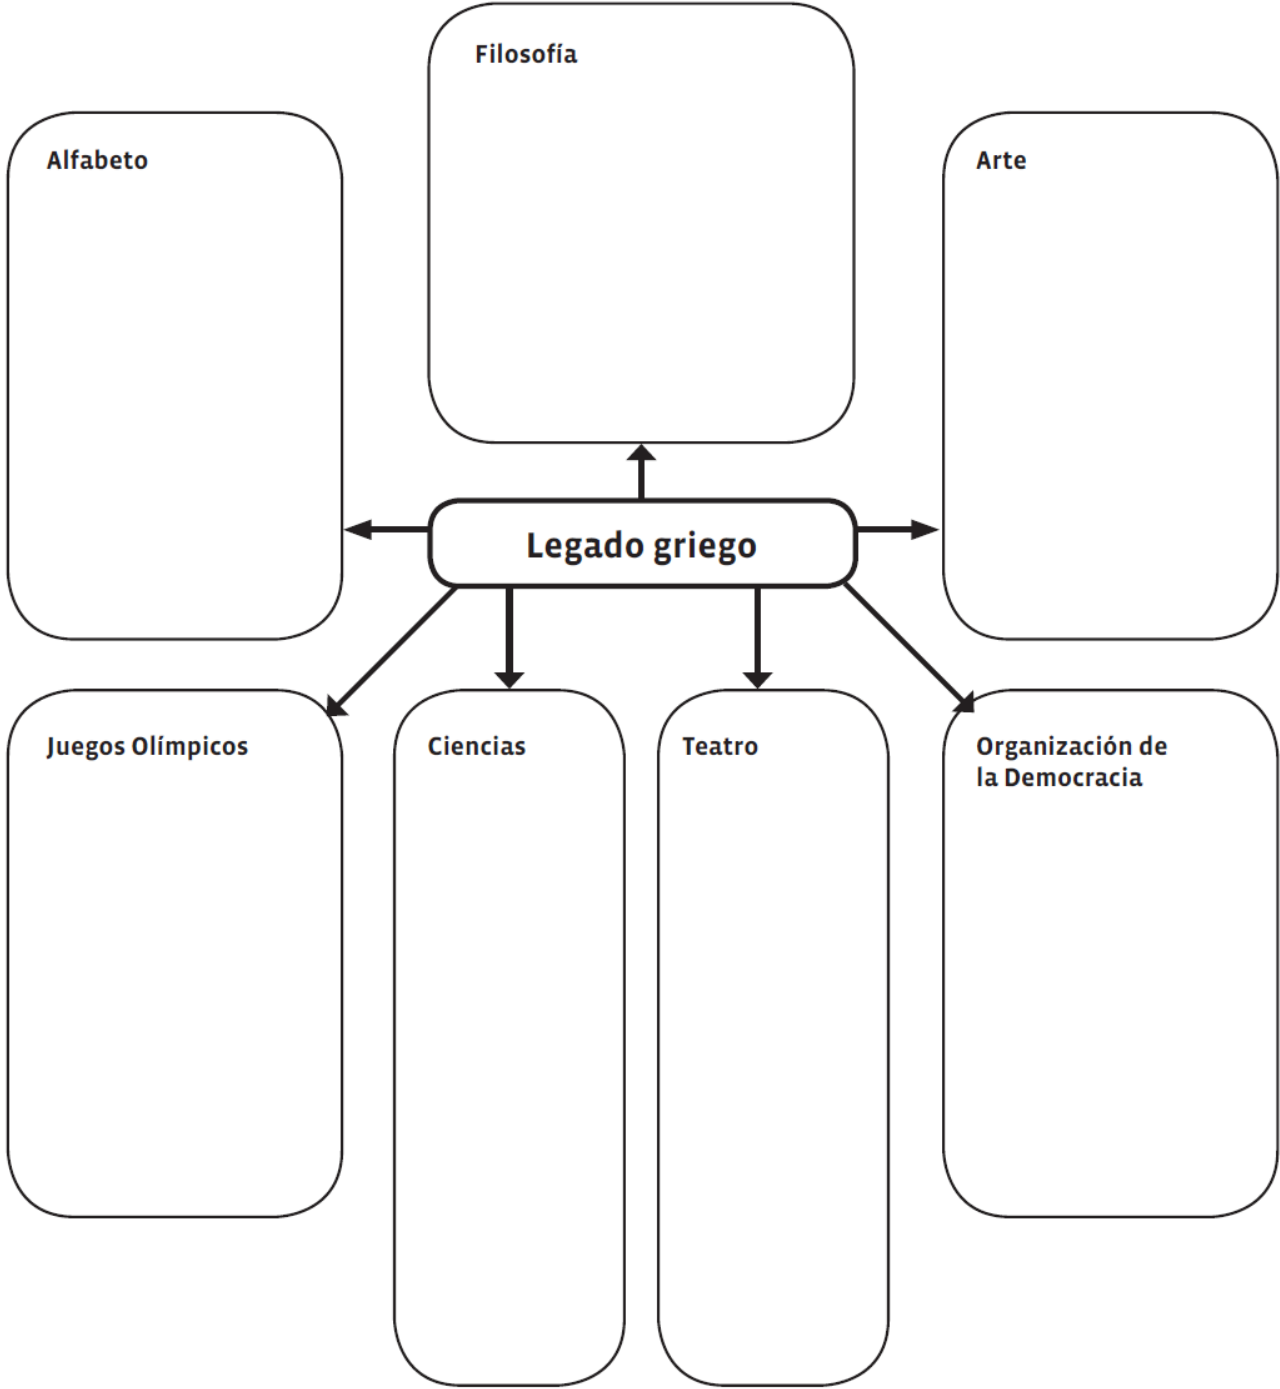 Filosofía
Alfabeto
Arte
Legado griego
Juegos Olímpicos
Ciencias
Teatro
Organización de
la Democracia